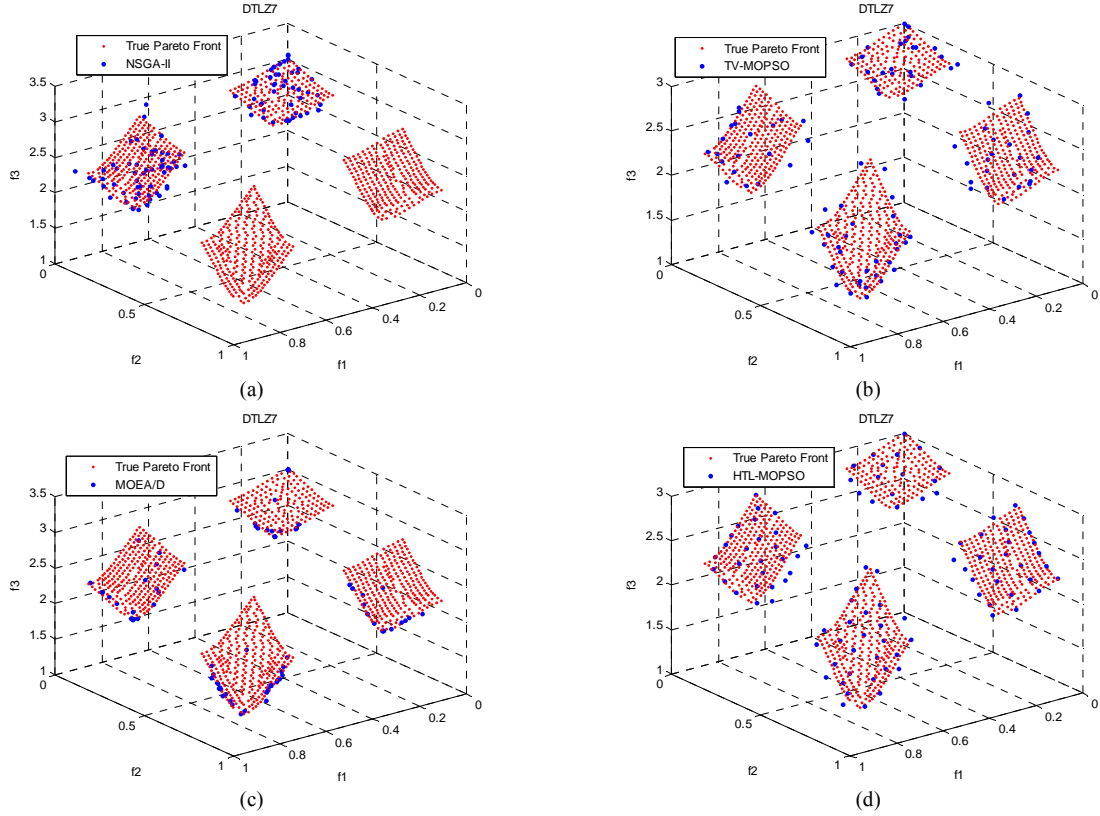 DTLZ7
True Pareto Front
NSGA-II
3.5
3
2.5
2
1.5
1
f3
0
0.5
1
f2
1
0.8
0.6
0.4
0.2
0
f1
(a)
DTLZ7
True Pareto Front
TV-MOPSO
3
2.5
2
1.5
1
f3
0
0.5
1
f2
1
0.8
0.6
0.4
0.2
0
f1
(b)
DTLZ7
True Pareto Front
MOEA/D
3.5
3
2.5
2
1.5
1
f3
0
0.5
1
f2
1
0.8
0.6
0.4
0.2
0
f1
(c)
DTLZ7
True Pareto Front
HTL-MOPSO
3
2.5
2
1.5
1
f3
0
0.5
1
f2
1
0.8
0.6
0.4
0.2
0
f1
(d)